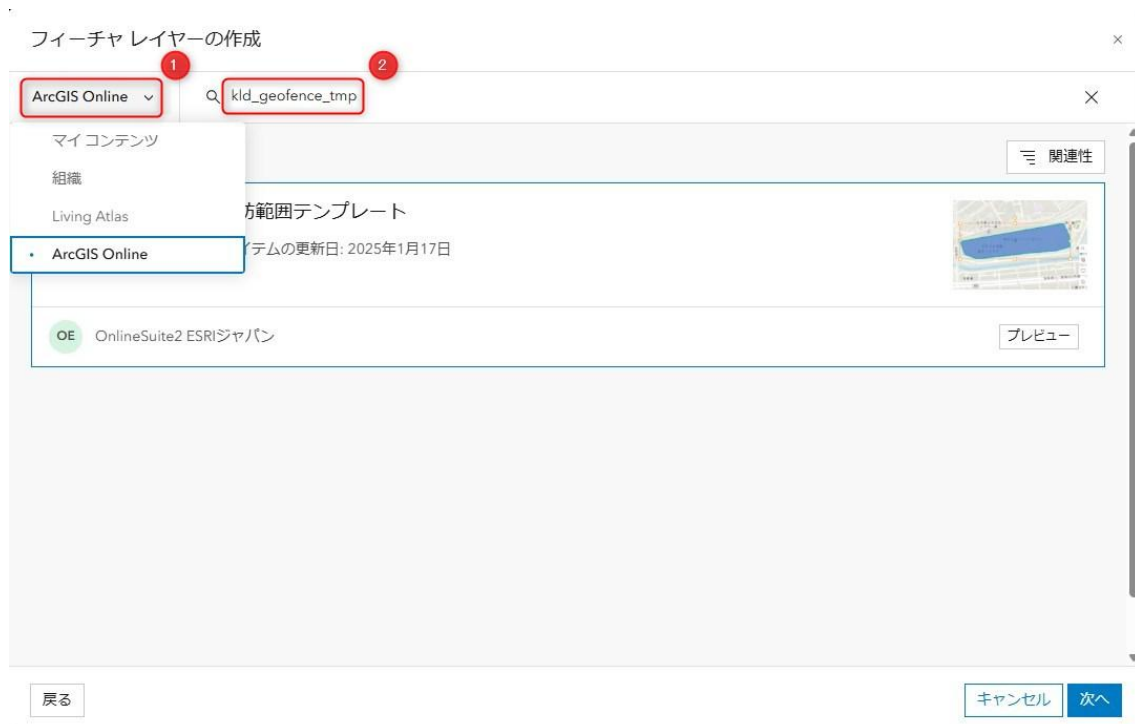 フィーチャ レイヤーの作成
1
2
ArcGIS Online
kld_geofence_tmp
マイ コンテンツ
組織
Living Atlas
ArcGIS Online
関連性
範囲テンプレート
テムの更新日: 2025年1月17日
OE OnlineSuite2 ESRIジャパン
プレビュー
戻る
キャンセル
次へ